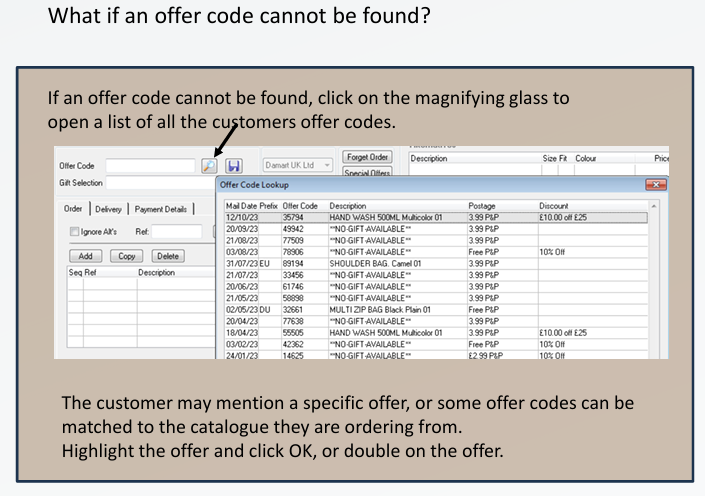 What if an offer code cannot be found?
If an offer code cannot be found, click on the magnifying glass to
open a list of all the customers offer codes.
Offer Code Damart UK Ltd Forget Order Description Size Fit Colour Price
Gift Selection Special Offers
Offer Code Lookup
Order Delivery Payment Details
Ignore Alt's Ref:
Add Copy Delete
Seq Ref Description
Mail Date Prefix Offer Code Description Postage Discount
12/10/23 35794 HAND WASH 500ML Multicolor 01 3.99 P&P £10.00 off £25
20/09/23 49942 **NO-GIFT-AVAILABLE** 3.99 P&P
21/08/23 77509 **NO-GIFT-AVAILABLE** 3.99 P&P
03/08/23 78906 **NO-GIFT-AVAILABLE** Free P&P 10% Off
31/07/23 EU 89194 SHOULDER BAG. Camel 01 3.99 P&P
21/07/23 33456 **NO-GIFT-AVAILABLE** 3.99 P&P
20/06/23 61746 **NO-GIFT-AVAILABLE** 3.99 P&P
21/05/23 58898 **NO-GIFT-AVAILABLE** 3.99 P&P
02/05/23 DU 32661 MULTI ZIP BAG Black Plain 01 Free P&P
20/04/23 77638 **NO-GIFT-AVAILABLE** 3.99 P&P
18/04/23 55505 HAND WASH 500ML Multicolor 01 3.99 P&P £10.00 off £25
03/02/23 42362 **NO-GIFT-AVAILABLE** Free P&P 10% Off
24/01/23 14625 **NO-GIFT-AVAILABLE** £2.99 P&P 10% Off
The customer may mention a specific offer, or some offer codes can be
matched to the catalogue they are ordering from.
Highlight the offer and click OK, or double on the offer.